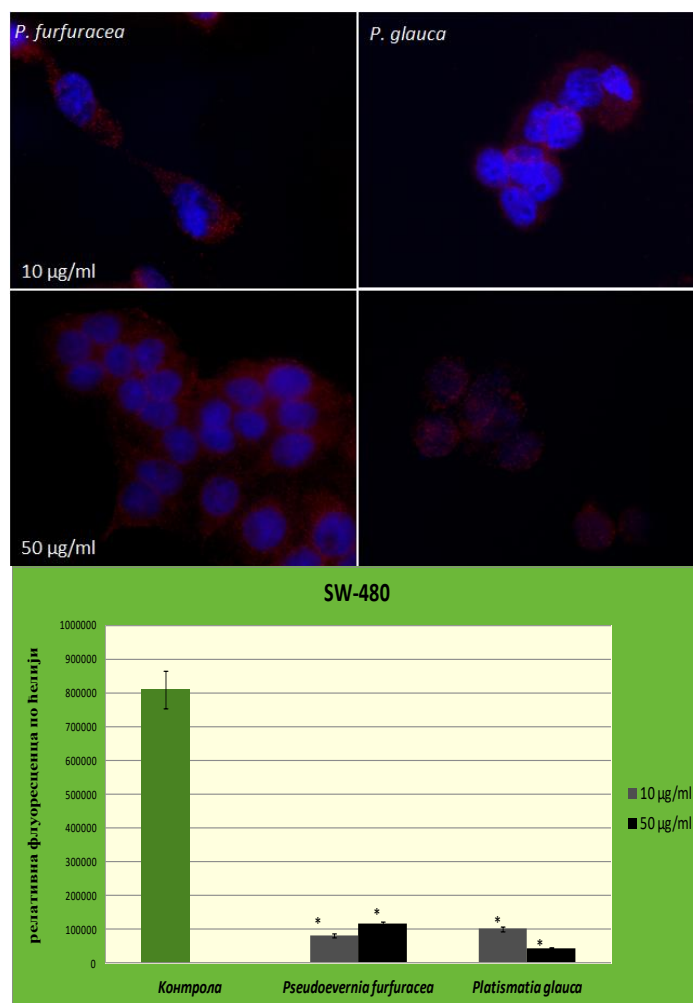 P. furfuracea
P. glauca
10 µg/ml
50 µg/ml
SW-480
релативна флуоресценца по ћелији
1000000
900000
800000
700000
600000
500000
400000
300000
200000
100000
0
* * * *
10 µg/ml
50 µg/ml
Контрола Pseudoevernia furfuracea Platismatia glauca